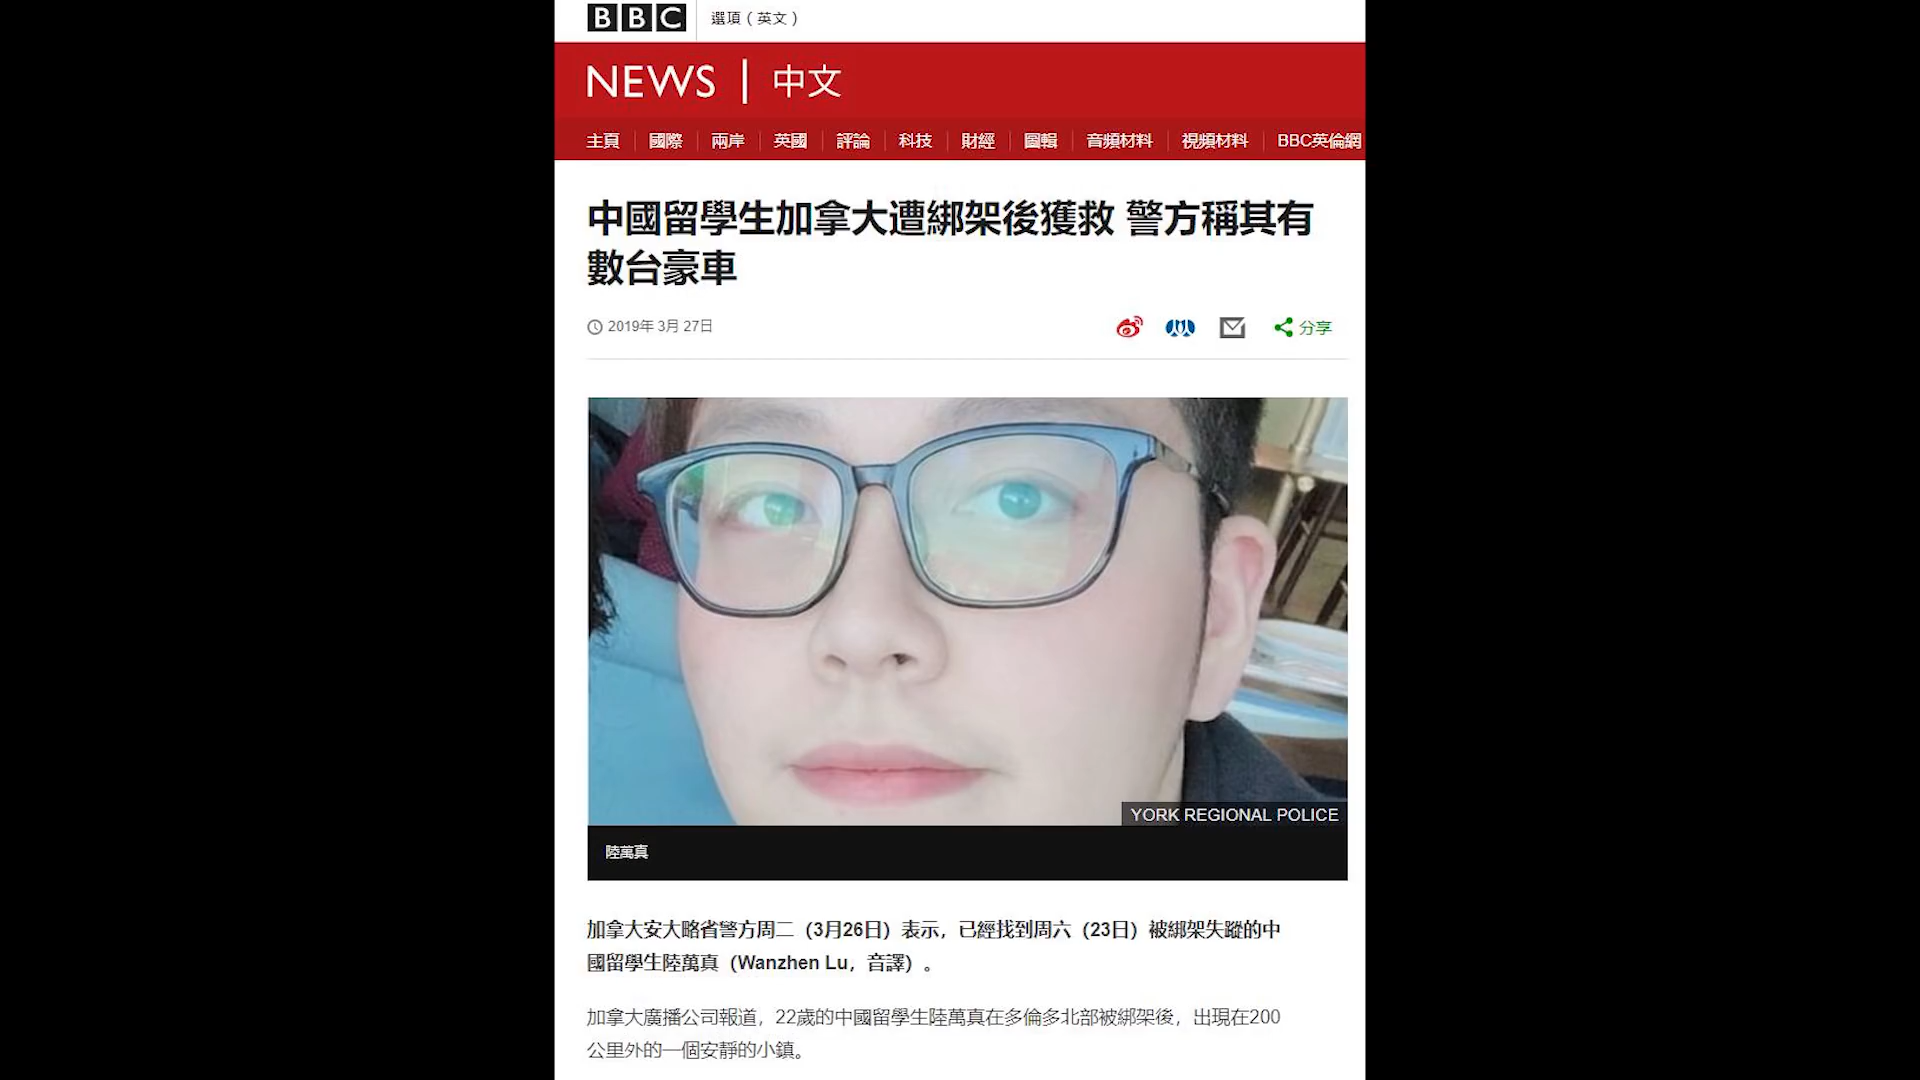 BBC 選項（英文）
NEWS 中文
主頁 國際 兩岸 英國 評論 科技 財經 圖輯 音頻材料 視頻材料 BBC英倫網
中國留學生加拿大遭綁架後獲救 警方稱其有
數台豪車
2019年 3月 27日
分享
YORK REGIONAL POLICE
陸萬真
加拿大安大略省警方周二（3月26日）表示，已經找到周六（23日）被綁架失蹤的中
國留學生陸萬真（Wanzhen Lu，音譯）。
加拿大廣播公司報道，22歲的中國留學生陸萬真在多倫多北部被綁架後，出現在200
公里外的一個安靜的小鎮。